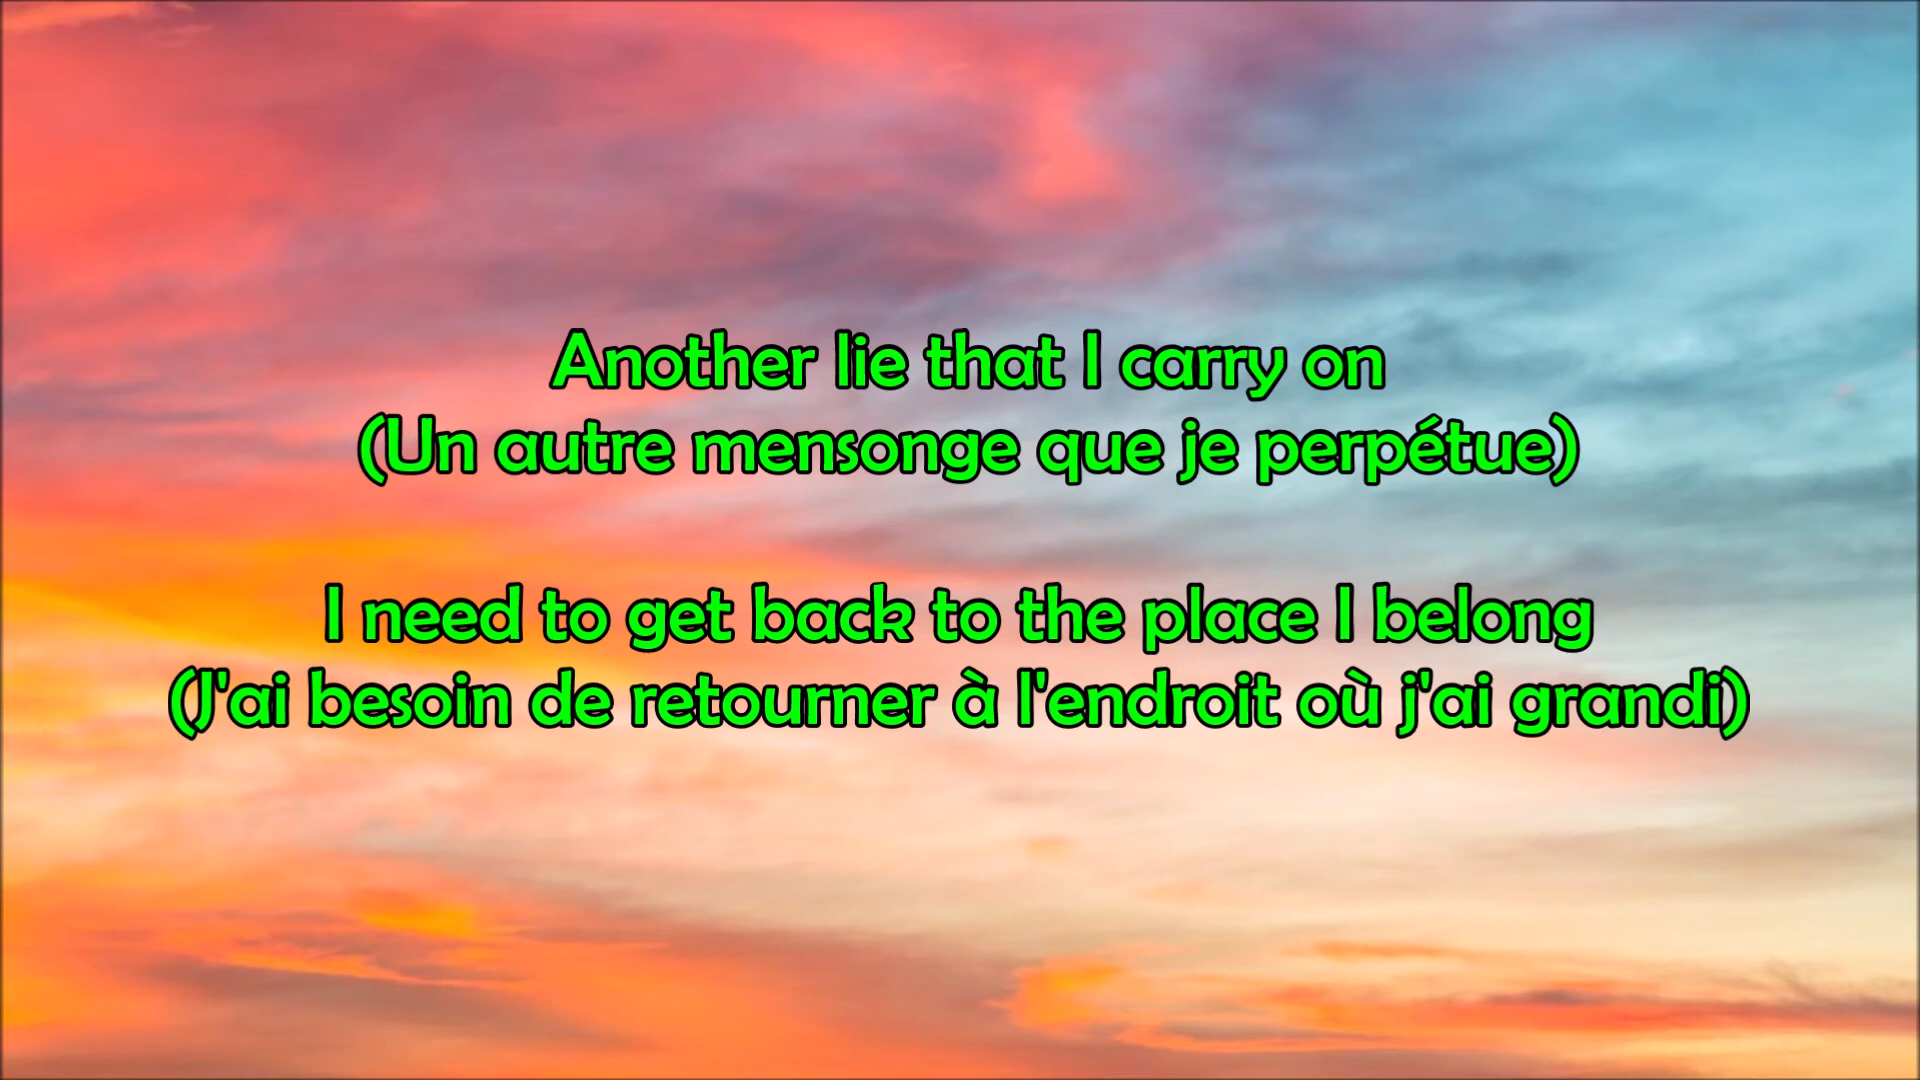 Another lie that I carry on
(Un autre mensonge que je perpétue)
I need to get back to the place I belong
(J'ai besoin de retourner à l'endroit où j'ai grandi)